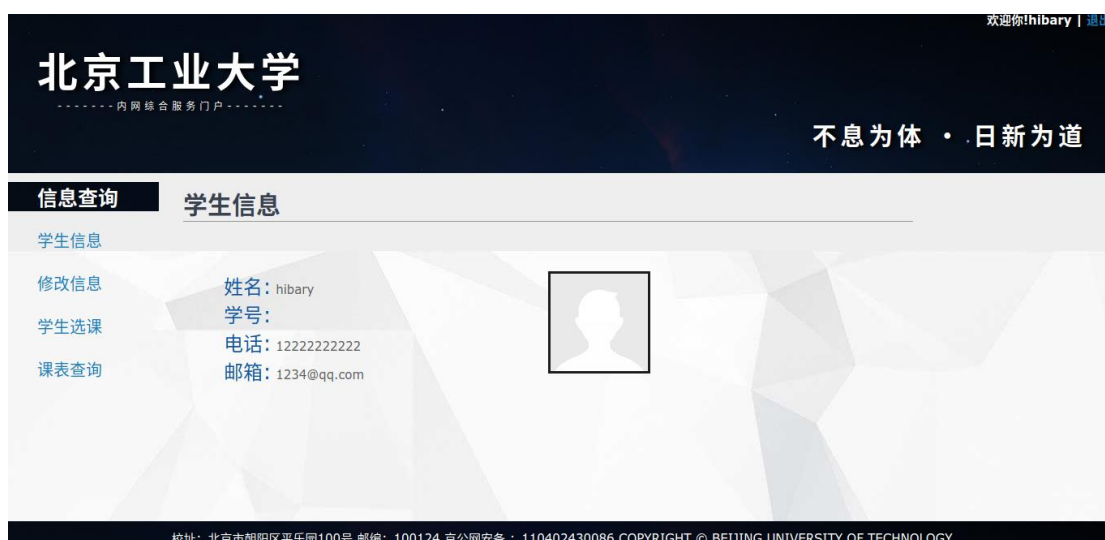 欢迎你!hibary | 退出
北京工业大学
-------内网综合服务门户-------
不息为体 · 日新为道
信息查询
学生信息
修改信息
学生选课
课表查询
学生信息
姓名：hibary
学号：
电话：12222222222
邮箱：1234@qq.com
校址：北京市朝阳区平乐园100号 邮编：100124 京公网安备 ：110402430086 COPYRIGHT © BEIJING UNIVERSITY OF TECHNOLOGY